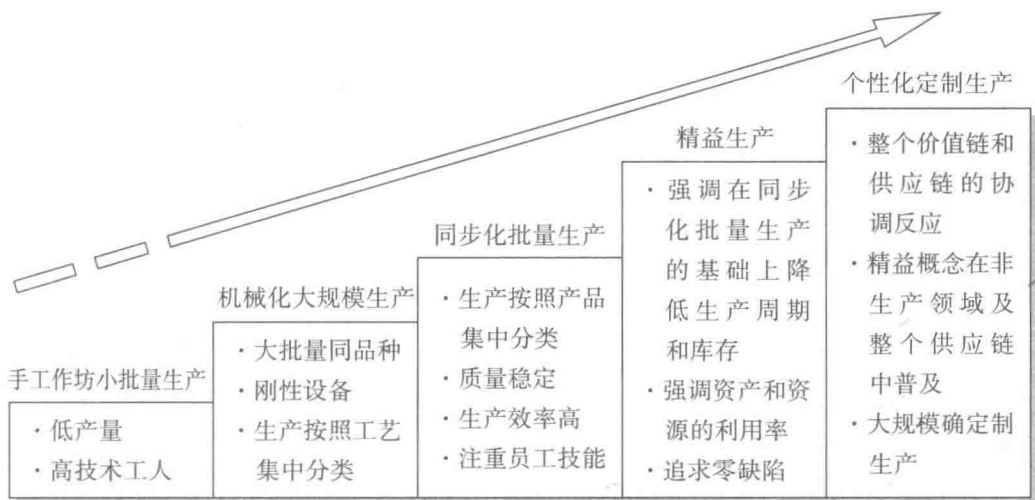 手工作坊小批量生产
· 低产量
· 高技术工人
机械化大规模生产
· 大批量同品种
· 刚性设备
· 生产按照工艺
集中分类
同步化批量生产
· 生产按照产品
集中分类
· 质量稳定
· 生产效率高
· 注重员工技能
精益生产
· 强调在同步
化批量生产
的基础上降
低生产周期
和库存
· 强调资产和资
源的利用率
· 追求零缺陷
个性化定制生产
· 整个价值链和
供应链的协
调反应
· 精益概念在非
生产领域及
整个供应链
中普及
· 大规模确定制
生产